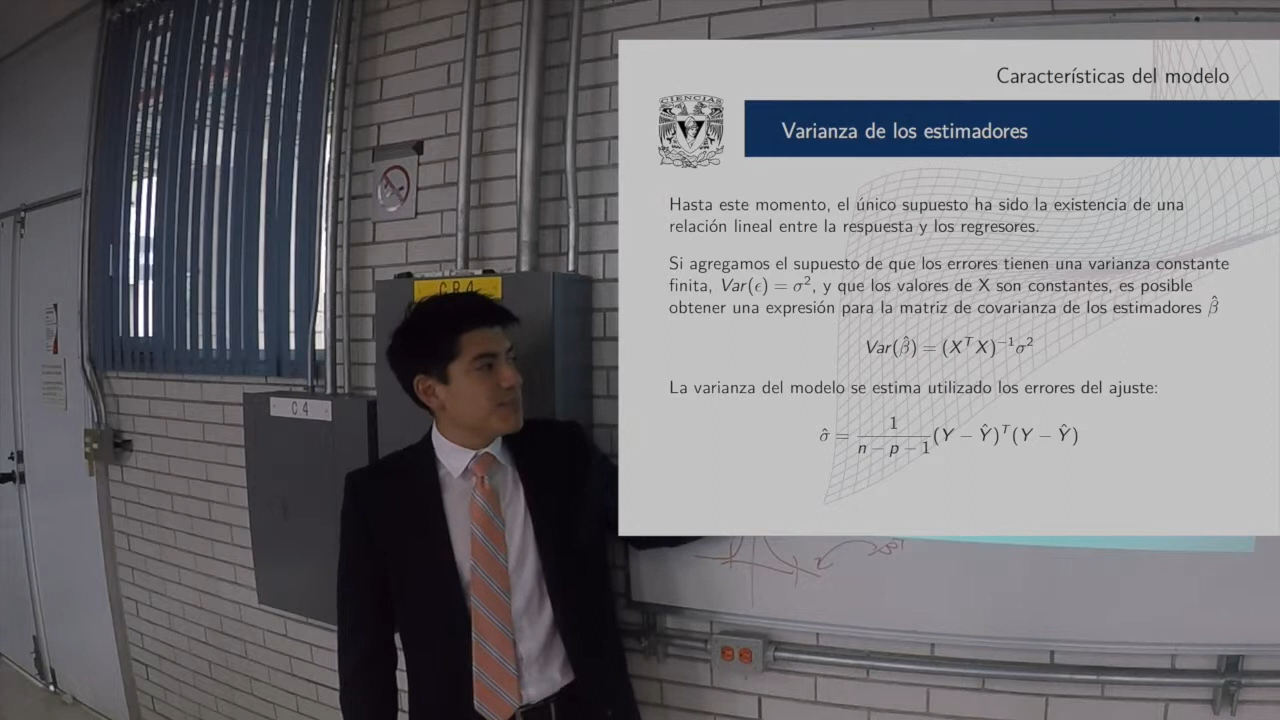 Características del modelo
CIENCIAS
Varianza de los estimadores
Hasta este momento, el único supuesto ha sido la existencia de una
relación lineal entre la respuesta y los regresores.
Si agregamos el supuesto de que los errores tienen una varianza constante
finita, Var(ϵ) = σ², y que los valores de X son constantes, es posible
obtener una expresión para la matriz de covarianza de los estimadores β̂
Var(β̂) = (XᵀX)⁻¹σ²
La varianza del modelo se estima utilizado los errores del ajuste:
σ̂ = 1/(n − p − 1) (Y − Ŷ)ᵀ(Y − Ŷ)
CR4
C 4